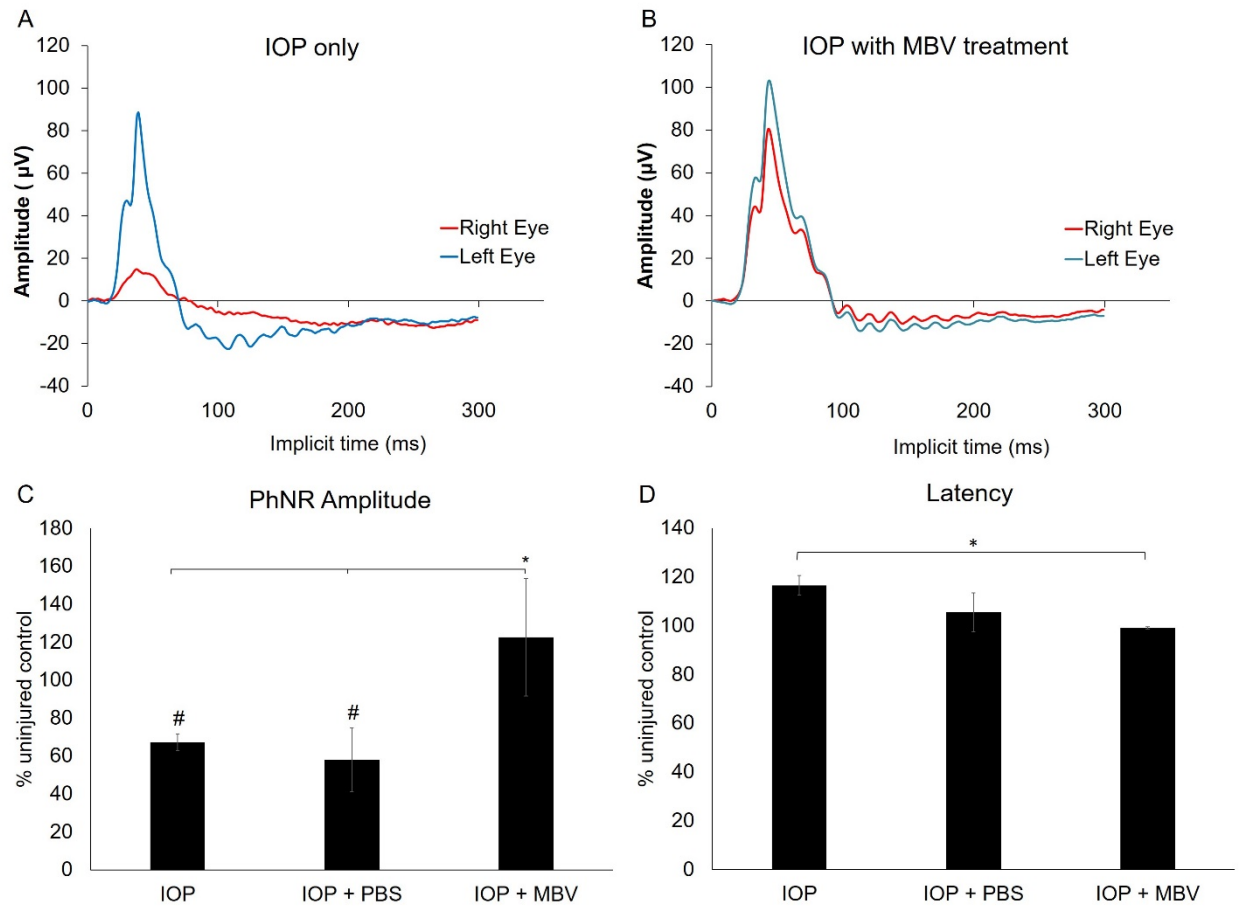 A
IOP only
120
100
80
60
40
20
0
-20
-40
Amplitude ( µV)
Right Eye
Left Eye
0 100 200 300
Implicit time (ms)
B
IOP with MBV treatment
120
100
80
60
40
20
0
-20
-40
Amplitude (µV)
Right Eye
Left Eye
0 100 200 300
Implicit time (ms)
C
PhNR Amplitude
180
160
140
120
100
80
60
40
20
0
% uninjured control
*
# #
IOP IOP + PBS IOP + MBV
D
Latency
140
120
100
80
60
40
20
0
% uninjured control
*
IOP IOP + PBS IOP + MBV